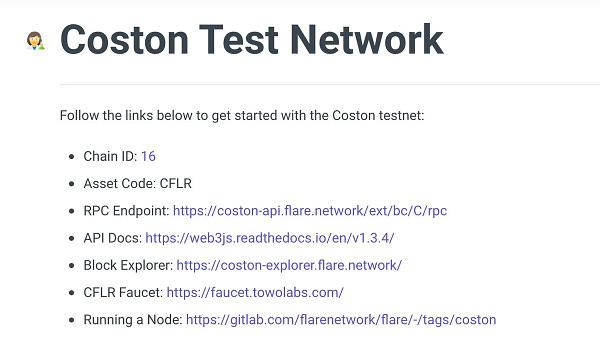 Coston Test Network
Follow the links below to get started with the Coston testnet:
Chain ID: 16
Asset Code: CFLR
RPC Endpoint: https://coston-api.flare.network/ext/bc/C/rpc
API Docs: https://web3js.readthedocs.io/en/v1.3.4/
Block Explorer: https://coston-explorer.flare.network/
CFLR Faucet: https://faucet.towolabs.com/
Running a Node: https://gitlab.com/flarenetwork/flare/-/tags/coston